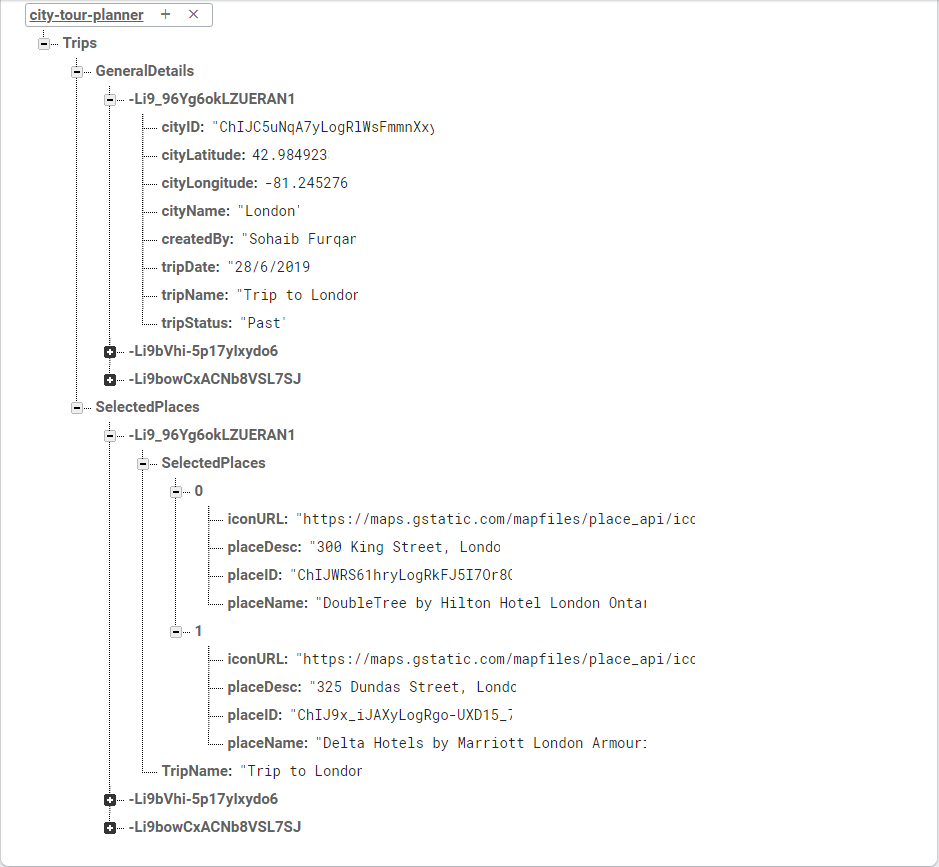 city-tour-planner + ×
Trips
GeneralDetails
-Li9_96Yg6okLZUERAN1
cityID: "ChIJC5uNqA7yLogRlWsFmmnXxy
cityLatitude: 42.984923
cityLongitude: -81.245276
cityName: "London"
createdBy: "Sohaib Furqan
tripDate: "28/6/2019
tripName: "Trip to London
tripStatus: "Past"
-Li9bVhi-5p17ylxydo6
-Li9bowCxACNb8VSL7SJ
SelectedPlaces
-Li9_96Yg6okLZUERAN1
SelectedPlaces
0
iconURL: "https://maps.gstatic.com/mapfiles/place_api/icc
placeDesc: "300 King Street, Londo
placeID: "ChIJWRS61hryLogRkFJ5I7Or8C
placeName: "DoubleTree by Hilton Hotel London Ontar
1
iconURL: "https://maps.gstatic.com/mapfiles/place_api/icc
placeDesc: "325 Dundas Street, Londo
placeID: "ChIJ9x_iJAXyLogRgo-UXD15_7
placeName: "Delta Hotels by Marriott London Armour
TripName: "Trip to London
-Li9bVhi-5p17ylxydo6
-Li9bowCxACNb8VSL7SJ